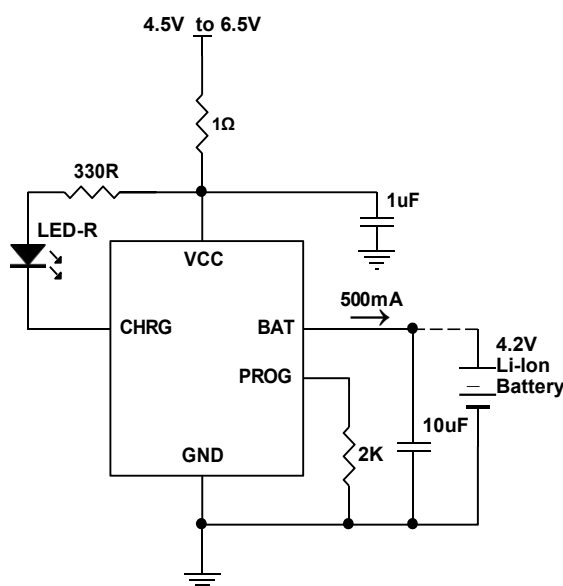 4.5V to 6.5V
1Ω
330R
1uF
LED-R
VCC
500mA
CHRG
BAT
4.2V
Li-Ion
Battery
PROG
10uF
2K
GND